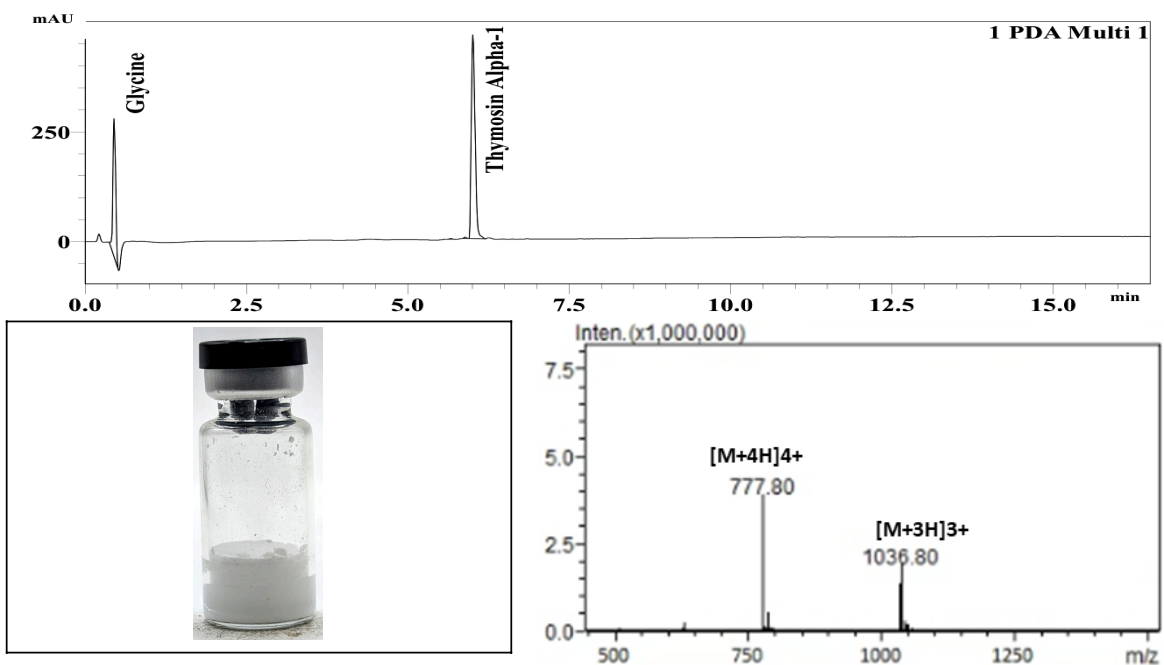 mAU
1 PDA Multi 1
Glycine
Thymosin Alpha-1
250
0
0.0 2.5 5.0 7.5 10.0 12.5 15.0 min
Inten. (x1,000,000)
7.5
[M+4H]4+
5.0
777.80
[M+3H]3+
2.5
1036.80
0.0
500 750 1000 1250 m/z